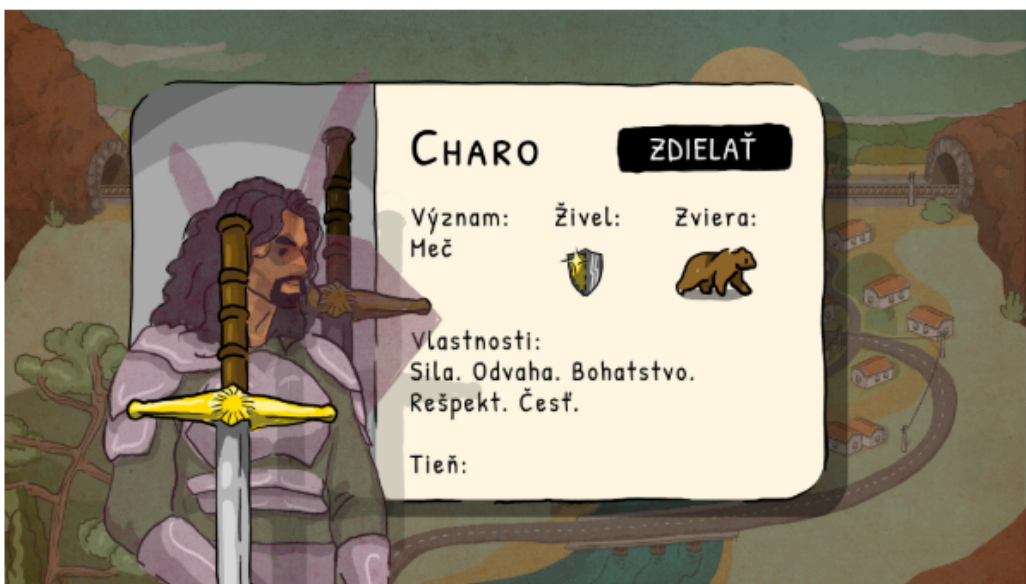 CHARO
ZDIELAŤ
Význam:
Meč
Živel:
Zviera:
Vlastnosti:
Sila. Odvaha. Bohatstvo.
Rešpekt. Česť.
Tieň: